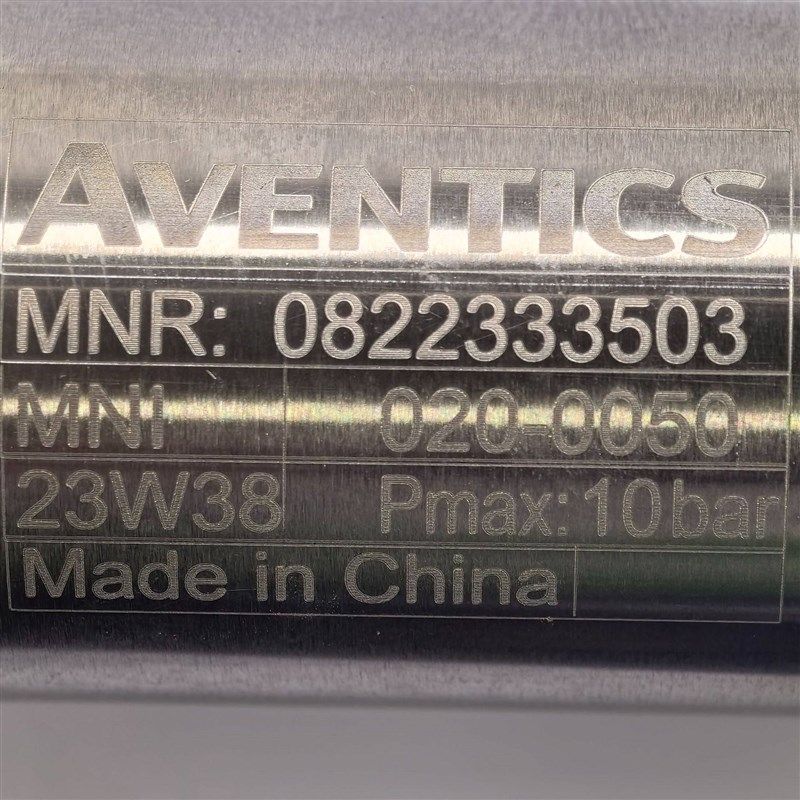 AVENTICS
MNR: 0822333503
MNI 020-0050
23W38 Pmax: 10bar
Made in China